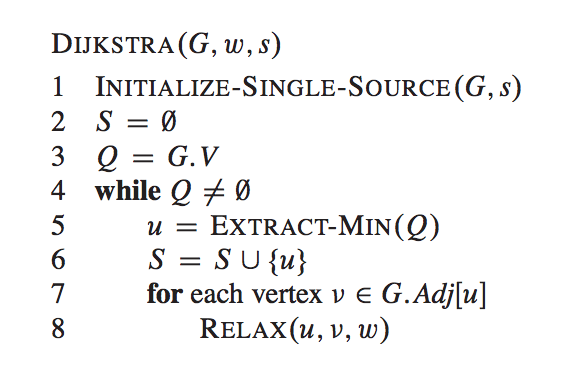 DIJKSTRA(G, w, s)
1 INITIALIZE-SINGLE-SOURCE(G, s)
2 S = ∅
3 Q = G.V
4 while Q ≠ ∅
5 u = EXTRACT-MIN(Q)
6 S = S ∪ {u}
7 for each vertex v ∈ G.Adj[u]
8 RELAX(u, v, w)